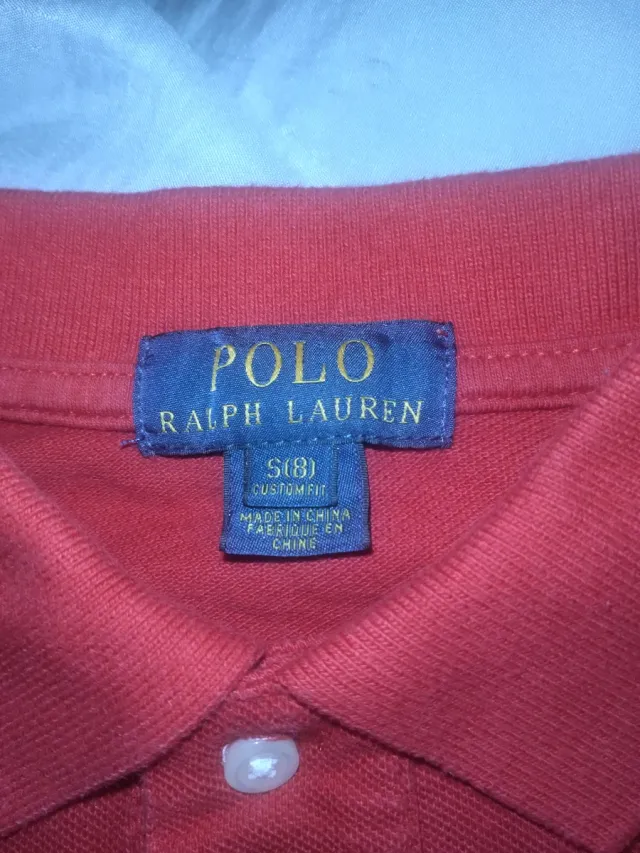 POLO
RALPH LAUREN
S(8)
CUSTOM FIT
MADE IN CHINA
FABRIQUE EN
CHINE